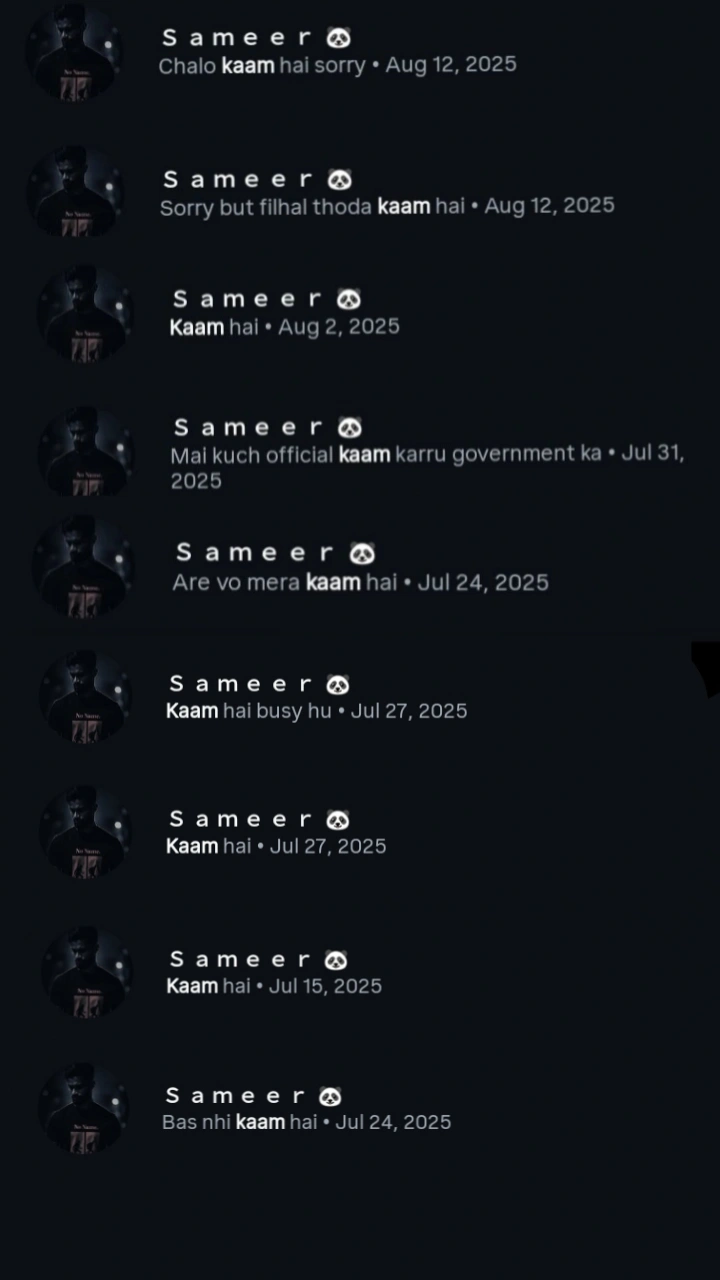 S a m e e r 🐼
Chalo kaam hai sorry • Aug 12, 2025
S a m e e r 🐼
Sorry but filhal thoda kaam hai • Aug 12, 2025
S a m e e r 🐼
Kaam hai • Aug 2, 2025
S a m e e r 🐼
Mai kuch official kaam karru government ka • Jul 31,
2025
S a m e e r 🐼
Are vo mera kaam hai • Jul 24, 2025
S a m e e r 🐼
Kaam hai busy hu • Jul 27, 2025
S a m e e r 🐼
Kaam hai • Jul 27, 2025
S a m e e r 🐼
Kaam hai • Jul 15, 2025
S a m e e r 🐼
Bas nhi kaam hai • Jul 24, 2025